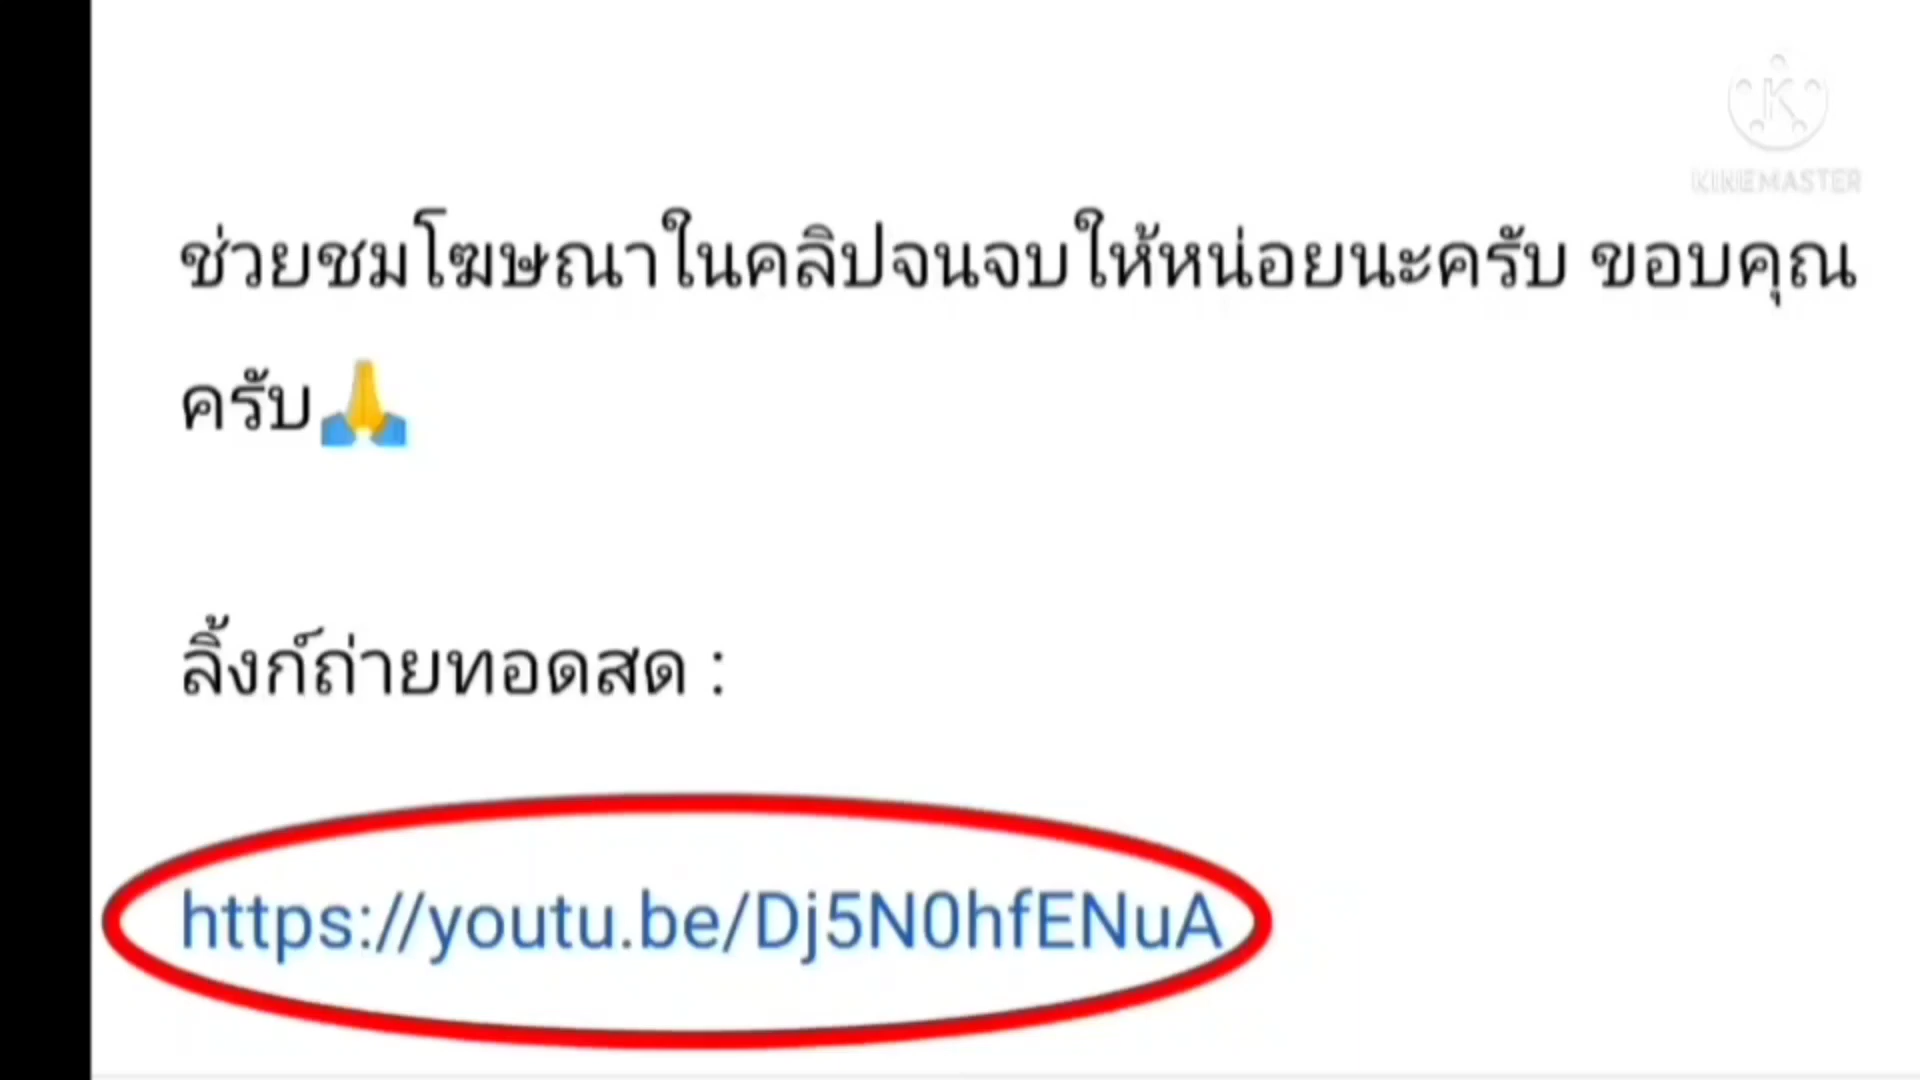 KINEMASTER
ช่วยชมโฆษณาในคลิปจนจบให้หน่อยนะครับ ขอบคุณ
ครับ🙏
ลิ้งก์ถ่ายทอดสด :
https://youtu.be/Dj5N0hfENuA